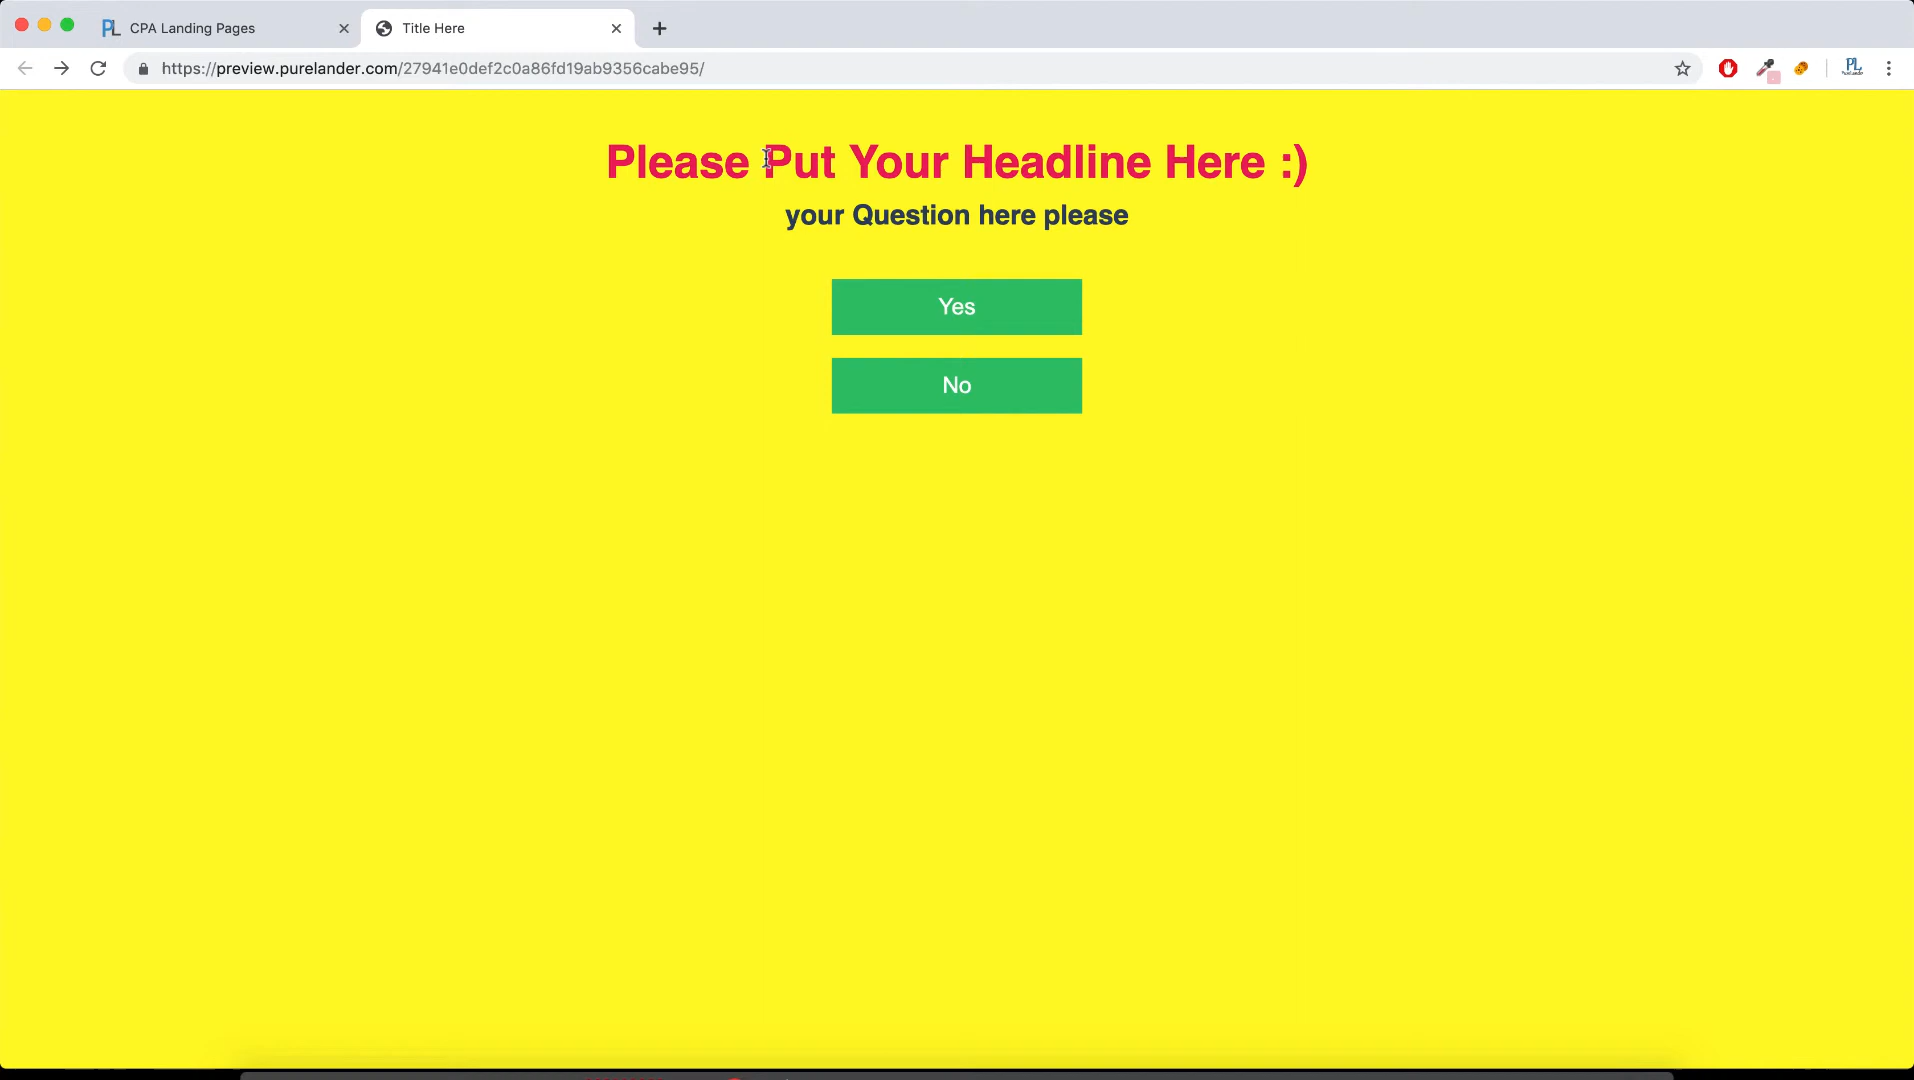 CPA Landing Pages
Title Here
https://preview.purelander.com/27941e0def2c0a86fd19ab9356cabe95/
Please Put Your Headline Here :)
your Question here please
Yes
No